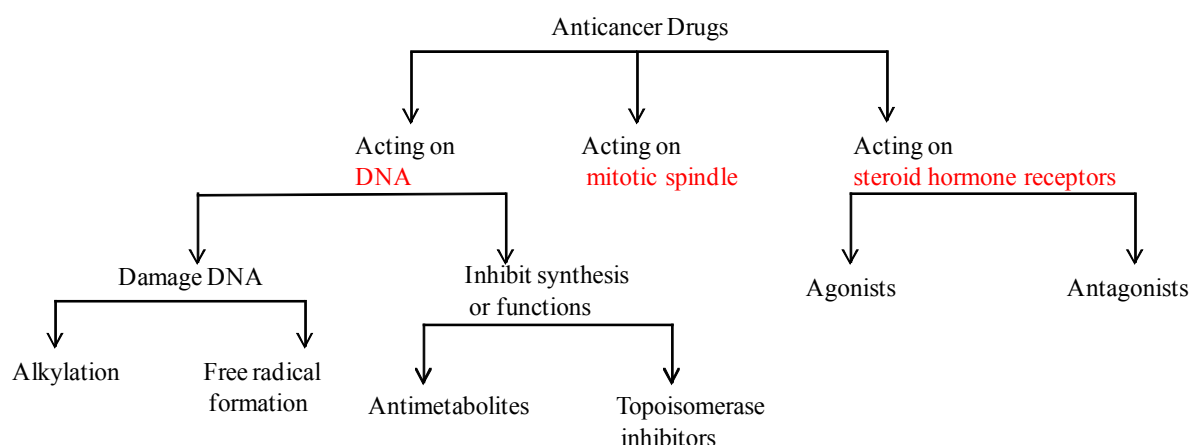 Anticancer Drugs
Acting on
DNA
Acting on
mitotic spindle
Acting on
steroid hormone receptors
Damage DNA
Inhibit synthesis
or functions
Agonists
Antagonists
Alkylation
Free radical
formation
Antimetabolites
Topoisomerase
inhibitors